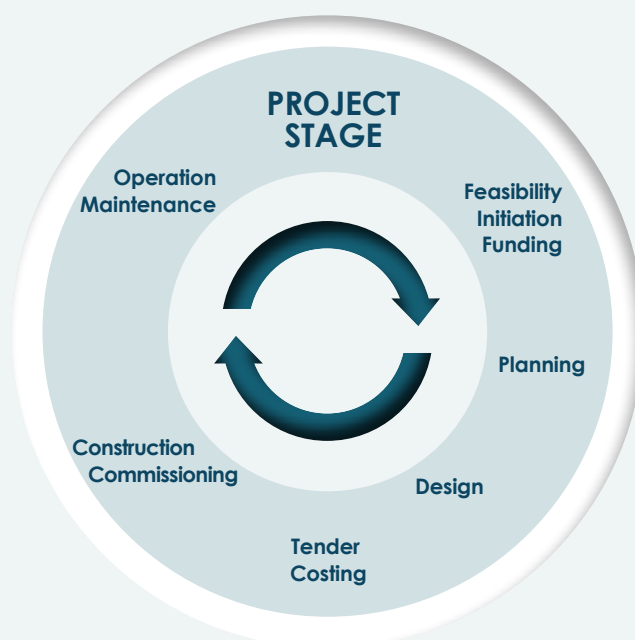 PROJECT
STAGE
Operation
Maintenance
Feasibility
Initiation
Funding
Planning
Design
Tender
Costing
Construction
Commissioning